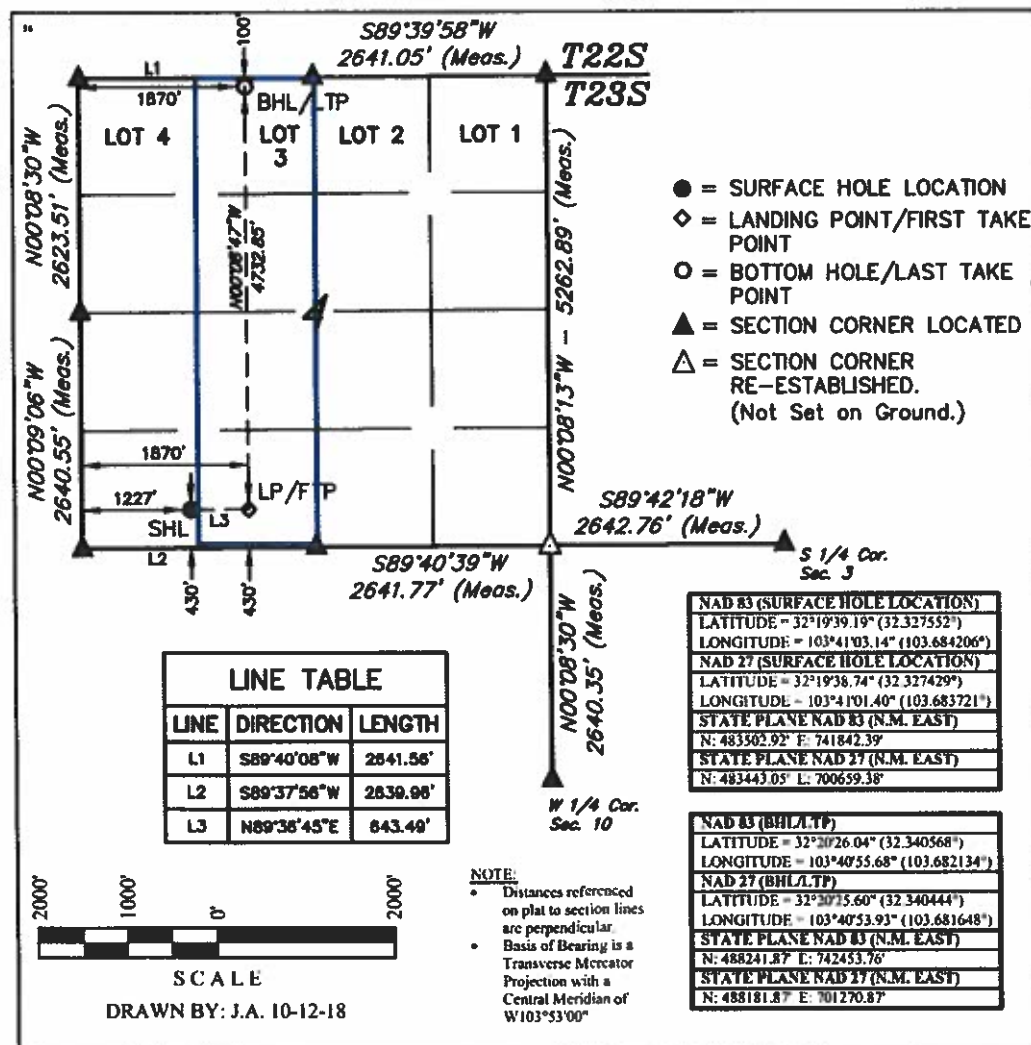 S89°39'58"W
2641.05' (Meas.)
100'
L1
1870'
BHL/LTP
T22S
T23S
LOT 4
LOT 3
LOT 2
LOT 1
N00°08'30"W
2623.51' (Meas.)
4732.85'
N00°08'13"W - 5262.89' (Meas.)
N00°09'06"W
2640.55' (Meas.)
1870'
1227'
LP/FTP
SHL
L3
L2
430'
430'
S89°40'39"W
2641.77' (Meas.)
S89°42'18"W
2642.76' (Meas.)
S 1/4 Cor.
Sec. 3
N00°08'30"W
2640.35' (Meas.)
W 1/4 Cor.
Sec. 10
= SURFACE HOLE LOCATION
= LANDING POINT/FIRST TAKE
POINT
= BOTTOM HOLE/LAST TAKE
POINT
= SECTION CORNER LOCATED
= SECTION CORNER
RE-ESTABLISHED.
(Not Set on Ground.)
LINE TABLE
LINE DIRECTION LENGTH
L1 S89°40'08"W 2641.56'
L2 S89°37'56"W 2639.96'
L3 N89°36'45"E 643.49'
NAD 83 (SURFACE HOLE LOCATION)
LATITUDE = 32°19'39.19" (32.327552°)
LONGITUDE = 103°41'03.14" (103.684206°)
NAD 27 (SURFACE HOLE LOCATION)
LATITUDE = 32°19'38.74" (32.327429°)
LONGITUDE = 103°41'01.40" (103.683721°)
STATE PLANE NAD 83 (N.M. EAST)
N: 483502.92' E: 741842.39'
STATE PLANE NAD 27 (N.M. EAST)
N: 483443.05' E: 700659.38'
NAD 83 (BHL/LTP)
LATITUDE = 32°20'26.04" (32.340568°)
LONGITUDE = 103°40'55.68" (103.682134°)
NAD 27 (BHL/LTP)
LATITUDE = 32°20'25.60" (32.340444°)
LONGITUDE = 103°40'53.93" (103.681648°)
STATE PLANE NAD 83 (N.M. EAST)
N: 488241.87' E: 742453.76'
STATE PLANE NAD 27 (N.M. EAST)
N: 488181.87' E: 701270.87'
NOTE:
• Distances referenced
on plat to section lines
are perpendicular.
• Basis of Bearing is a
Transverse Mercator
Projection with a
Central Meridian of
W103°53'00"
2000' 1000' 0' 2000'
SCALE
DRAWN BY: J.A. 10-12-18